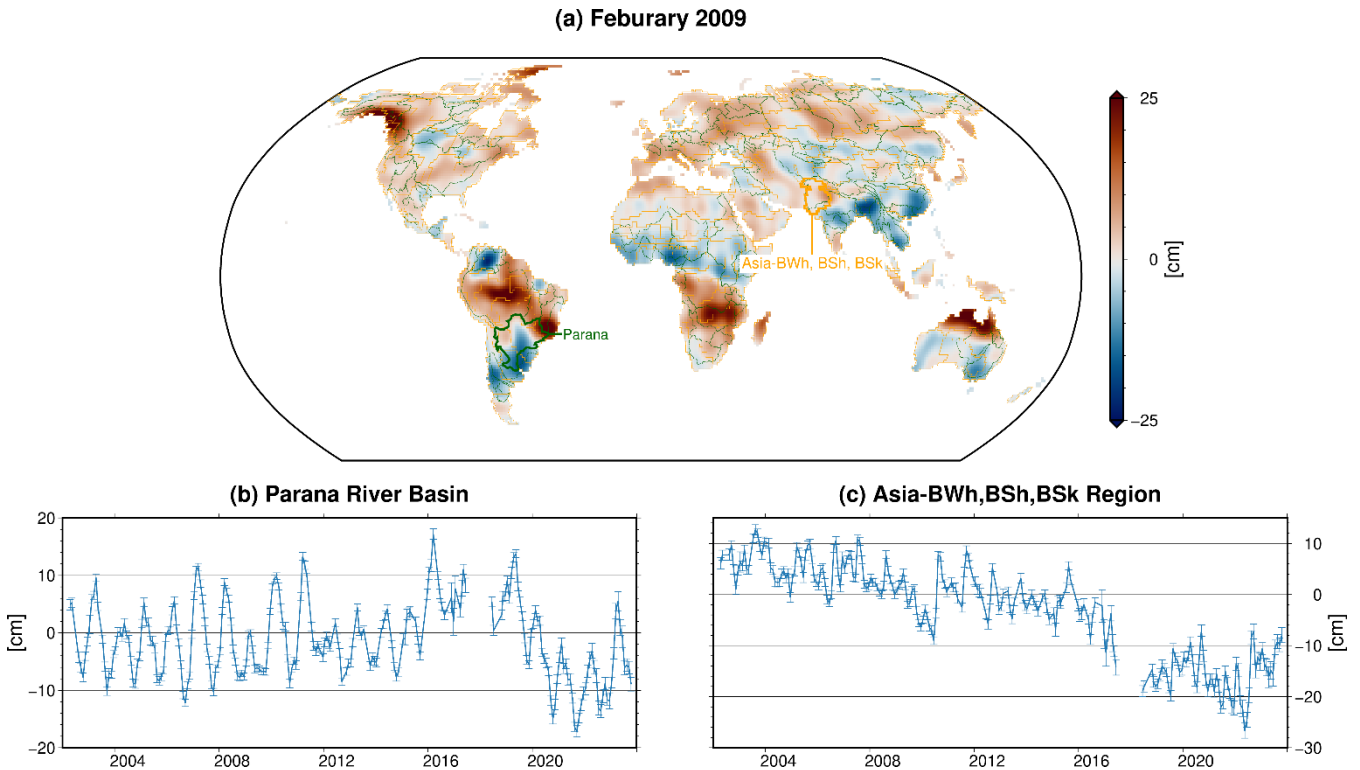 (a) Feburary 2009
25
0
−25
[cm]
Asia-BWh, BSh, BSk
Parana
(b) Parana River Basin
20
10
0
−10
−20
[cm]
2004 2008 2012 2016 2020
(c) Asia-BWh,BSh,BSk Region
10
0
−10
−20
−30
[cm]
2004 2008 2012 2016 2020